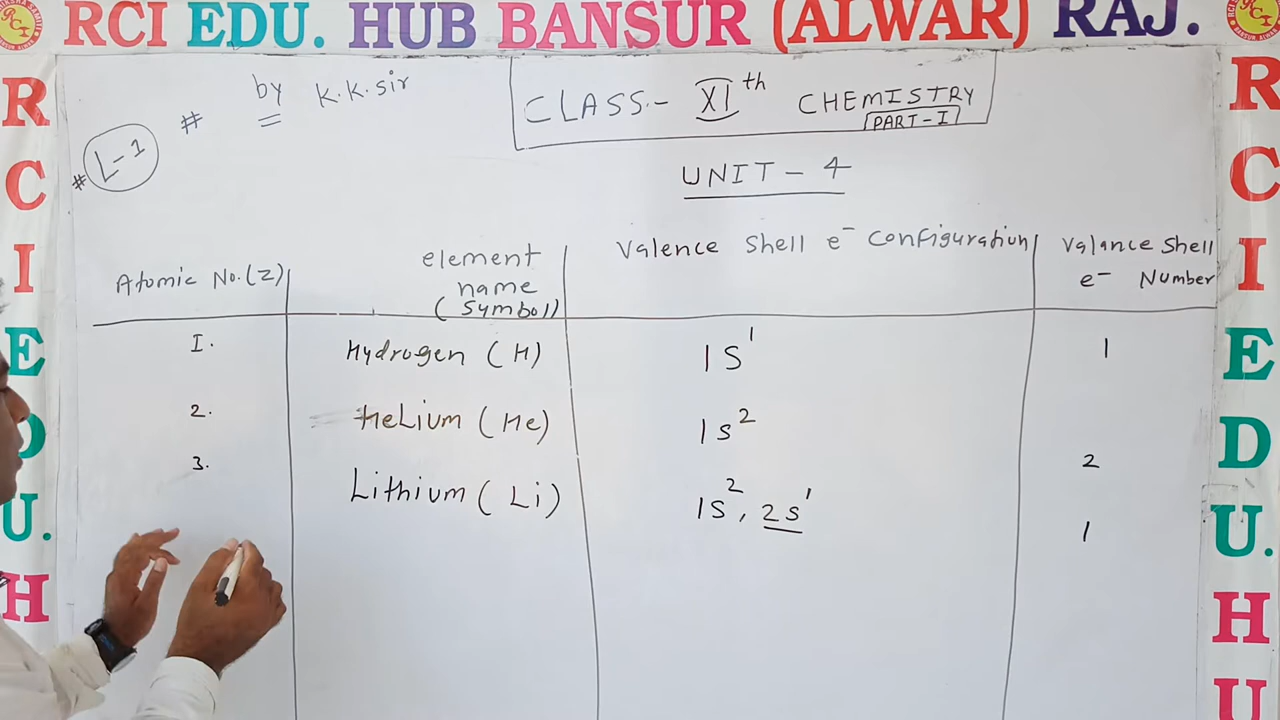 RCI EDU. HUB BANSUR (ALWAR) RAJ.
R
C
I
E
D
U.
H
# by K.K.sir
# L-1
CLASS- XIth CHEMISTRY
PART-I
UNIT-4
Atomic No.(Z)
element name (Symbol)
Valence Shell e⁻ Configuration
Valance Shell e⁻ Number
1. Hydrogen (H) 1S¹ 1
2. HeLium (He) 1s² 2
3. Lithium (Li) 1s², 2s¹ 1
R
C
I
E
D
U.
H
U